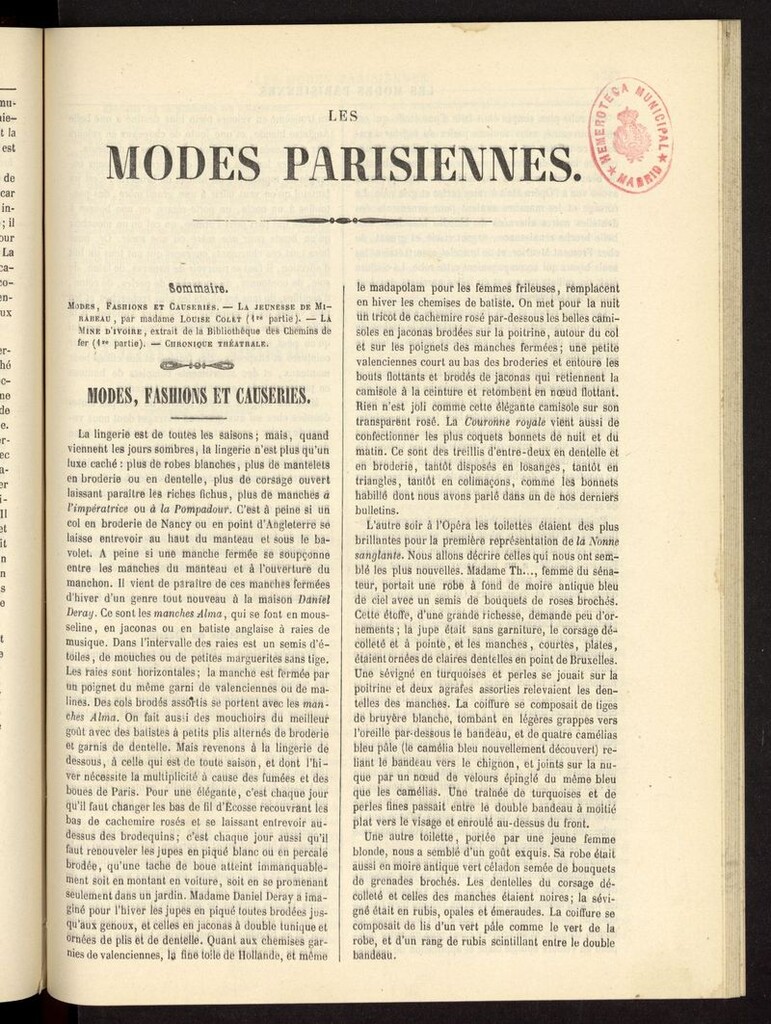 LES
MODES PARISIENNES.
HEMEROTECA MUNICIPAL
★ MADRID ★
Sommaire.
MODES, FASHIONS ET CAUSERIES. — LA JEUNESSE DE MI-
RABEAU, par madame LOUISE COLET (1re partie). — LA
MINE D'IVOIRE, extrait de la Bibliothèque des Chemins de
fer (1re partie). — CHRONIQUE THÉATRALE.
MODES, FASHIONS ET CAUSERIES.
La lingerie est de toutes les saisons; mais, quand
viennent les jours sombres, la lingerie n'est plus qu'un
luxe caché : plus de robes blanches, plus de mantelets
en broderie ou en dentelle, plus de corsage ouvert
laissant paraître les riches fichus, plus de manches à
l'impératrice ou à la Pompadour. C'est à peine si un
col en broderie de Nancy ou en point d'Angleterre se
laisse entrevoir au haut du manteau et sous le ba-
volet. A peine si une manche fermée se soupçonne
entre les manches du manteau et à l'ouverture du
manchon. Il vient de paraître de ces manches fermées
d'hiver d'un genre tout nouveau à la maison Daniel
Deray. Ce sont les manches Alma, qui se font en mous-
seline, en jaconas ou en batiste anglaise à raies de
musique. Dans l'intervalle des raies est un semis d'é-
toiles, de mouches ou de petites marguerites sans tige.
Les raies sont horizontales; la manche est fermée par
un poignet du même garni de valenciennes ou de ma-
lines. Des cols brodés assortis se portent avec les man-
ches Alma. On fait aussi des mouchoirs du meilleur
goût avec des batistes à petits plis alternés de broderie
et garnis de dentelle. Mais revenons à la lingerie de
dessous, à celle qui est de toute saison, et dont l'hi-
ver nécessite la multiplicité à cause des fumées et des
boues de Paris. Pour une élégante, c'est chaque jour
qu'il faut changer les bas de fil d'Écosse recouvrant les
bas de cachemire rosés et se laissant entrevoir au-
dessus des brodequins; c'est chaque jour aussi qu'il
faut renouveler les jupes en piqué blanc ou en percale
brodée, qu'une tache de boue atteint immanquable-
ment soit en montant en voiture, soit en se promenant
seulement dans un jardin. Madame Daniel Deray a ima-
giné pour l'hiver les jupes en piqué toutes brodées jus-
qu'aux genoux, et celles en jaconas à double tunique et
ornées de plis et de dentelle. Quant aux chemises gar-
nies de valenciennes, la fine toile de Hollande, et même
le madapolam pour les femmes frileuses, remplacent
en hiver les chemises de batiste. On met pour la nuit
un tricot de cachemire rosé par-dessous les belles cami-
soles en jaconas brodées sur la poitrine, autour du col
et sur les poignets des manches fermées; une petite
valenciennes court au bas des broderies et entoure les
bouts flottants et brodés de jaconas qui retiennent la
camisole à la ceinture et retombent en nœud flottant.
Rien n'est joli comme cette élégante camisole sur son
transparent rosé. La Couronne royale vient aussi de
confectionner les plus coquets bonnets de nuit et du
matin. Ce sont des treillis d'entre-deux en dentelle et
en broderie, tantôt disposés en losanges, tantôt en
triangles, tantôt en colimaçons, comme les bonnets
habillé dont nous avons parlé dans un de nos derniers
bulletins.
L'autre soir à l'Opéra les toilettes étaient des plus
brillantes pour la première représentation de la Nonne
sanglante. Nous allons décrire celles qui nous ont sem-
blé les plus nouvelles. Madame Th..., femme du séna-
teur, portait une robe à fond de moire antique bleu
de ciel avec un semis de bouquets de roses brochés.
Cette étoffe, d'une grande richesse, demande peu d'or-
nements; la jupe était sans garniture, le corsage dé-
colleté et à pointe, et les manches, courtes, plates,
étaient ornées de claires dentelles en point de Bruxelles.
Une sévigné en turquoises et perles se jouait sur la
poitrine et deux agrafes assorties relevaient les den-
telles des manches. La coiffure se composait de tiges
de bruyère blanche, tombant en légères grappes vers
l'oreille par-dessous le bandeau, et de quatre camélias
bleu pâle (le camélia bleu nouvellement découvert) re-
liant le bandeau vers le chignon, et joints sur la nu-
que par un nœud de velours épinglé du même bleu
que les camélias. Une traînée de turquoises et de
perles fines passait entre le double bandeau à moitié
plat vers le visage et enroulé au-dessus du front.
Une autre toilette, portée par une jeune femme
blonde, nous a semblé d'un goût exquis. Sa robe était
aussi en moire antique vert céladon semée de bouquets
de grenades brochés. Les dentelles du corsage dé-
colleté et celles des manches étaient noires; la sévi-
gné était en rubis, opales et émeraudes. La coiffure se
composait de lis d'un vert pâle comme le vert de la
robe, et d'un rang de rubis scintillant entre le double
bandeau.